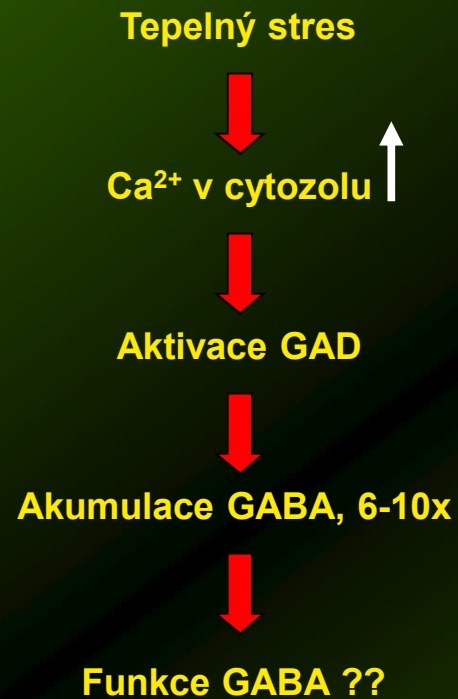 Tepelný stres
Ca²⁺ v cytozolu
Aktivace GAD
Akumulace GABA, 6-10x
Funkce GABA ??